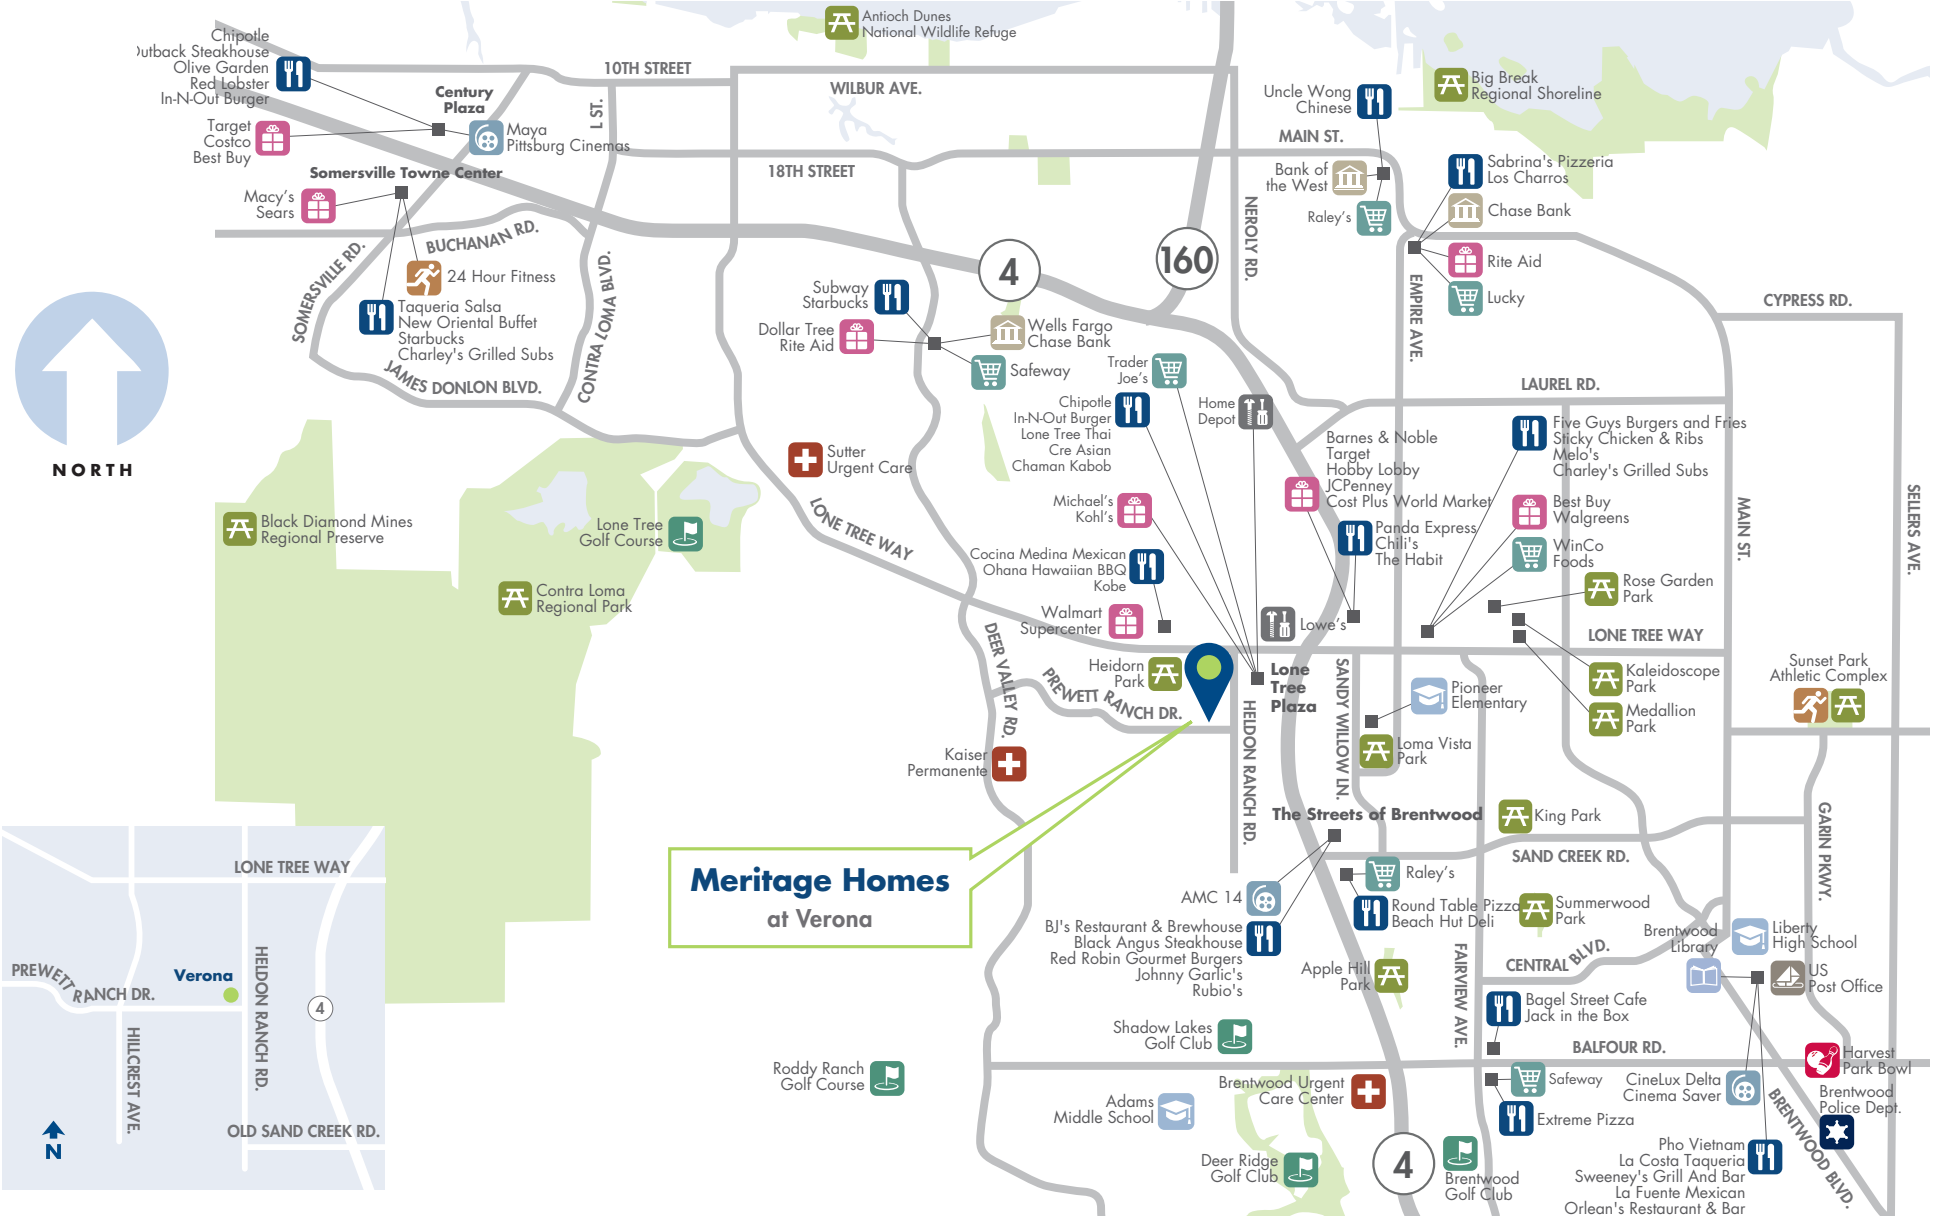 Chipotle
Outback Steakhouse
Olive Garden
Red Lobster
In-N-Out Burger
Target
Costco
Best Buy
Century
Plaza
Maya
Pittsburg Cinemas
Somersville Towne Center
Macy's
Sears
24 Hour Fitness
Taqueria Salsa
New Oriental Buffet
Starbucks
Charley's Grilled Subs
SOMERSVILLE RD.
BUCHANAN RD.
JAMES DONLON BLVD.
CONTRA LOMA BLVD.
L ST.
10TH STREET
WILBUR AVE.
18TH STREET
Antioch Dunes
National Wildlife Refuge
MAIN ST.
NEROLY RD.
160
4
Uncle Wong
Chinese
Bank of
the West
Raley's
Big Break
Regional Shoreline
Sabrina's Pizzeria
Los Charros
Chase Bank
Rite Aid
Lucky
EMPIRE AVE.
CYPRESS RD.
LAUREL RD.
MAIN ST.
SELLERS AVE.
NORTH
Subway
Starbucks
Dollar Tree
Rite Aid
Wells Fargo
Chase Bank
Safeway
Trader
Joe's
Chipotle
In-N-Out Burger
Lone Tree Thai
Cre Asian
Chaman Kabob
Home
Depot
Michael's
Kohl's
Cocina Medina Mexican
Ohana Hawaiian BBQ
Kobe
Walmart
Supercenter
Barnes & Noble
Target
Hobby Lobby
JCPenney
Cost Plus World Market
Panda Express
Chili's
The Habit
Lowe's
Five Guys Burgers and Fries
Sticky Chicken & Ribs
Melo's
Charley's Grilled Subs
Best Buy
Walgreens
WinCo
Foods
Rose Garden
Park
LONE TREE WAY
Kaleidoscope
Park
Medallion
Park
Sunset Park
Athletic Complex
Sutter
Urgent Care
LONE TREE WAY
Black Diamond Mines
Regional Preserve
Lone Tree
Golf Course
Contra Loma
Regional Park
DEER VALLEY RD.
Heidorn
Park
PREWETT RANCH DR.
Lone
Tree
Plaza
HELDON RANCH RD.
SANDY WILLOW LN.
Pioneer
Elementary
Loma Vista
Park
Kaiser
Permanente
The Streets of Brentwood
King Park
SAND CREEK RD.
GARIN PKWY.
Meritage Homes
at Verona
AMC 14
BJ's Restaurant & Brewhouse
Black Angus Steakhouse
Red Robin Gourmet Burgers
Johnny Garlic's
Rubio's
Raley's
Round Table Pizza
Beach Hut Deli
Summerwood
Park
Brentwood
Library
Liberty
High School
US
Post Office
CENTRAL BLVD.
FAIRVIEW AVE.
Apple Hill
Park
Bagel Street Cafe
Jack in the Box
BALFOUR RD.
Shadow Lakes
Golf Club
Roddy Ranch
Golf Course
Adams
Middle School
Brentwood Urgent
Care Center
Safeway
Extreme Pizza
CineLux Delta
Cinema Saver
Harvest
Park Bowl
Brentwood
Police Dept.
BRENTWOOD BLVD.
Deer Ridge
Golf Club
4
Brentwood
Golf Club
Pho Vietnam
La Costa Taqueria
Sweeney's Grill And Bar
La Fuente Mexican
Orlean's Restaurant & Bar
LONE TREE WAY
PREWETT RANCH DR.
Verona
HELDON RANCH RD.
4
HILLCREST AVE.
OLD SAND CREEK RD.
N